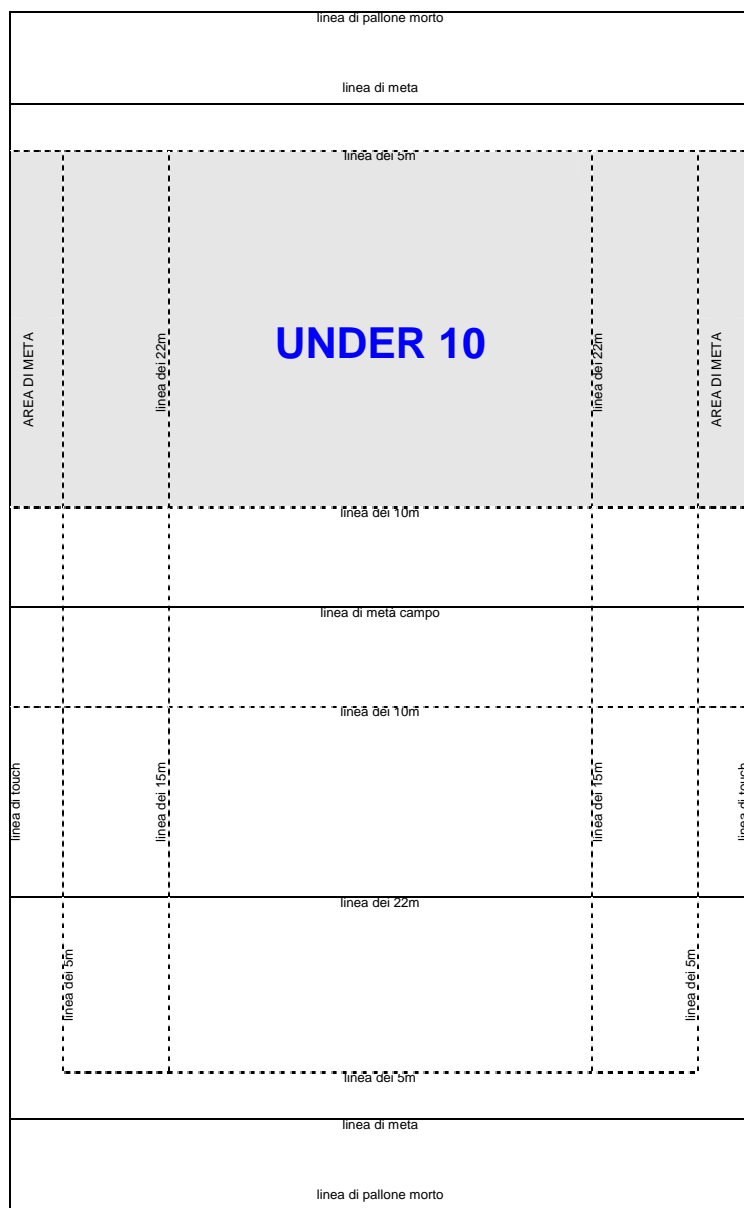 linea di pallone morto
linea di meta
linea dei 5m
AREA DI META
linea dei 22m
UNDER 10
linea dei 22m
AREA DI META
linea dei 10m
linea di metà campo
linea dei 10m
linea di touch
linea dei 15m
linea dei 15m
linea di touch
linea dei 22m
linea dei 5m
linea dei 5m
linea dei 5m
linea di meta
linea di pallone morto